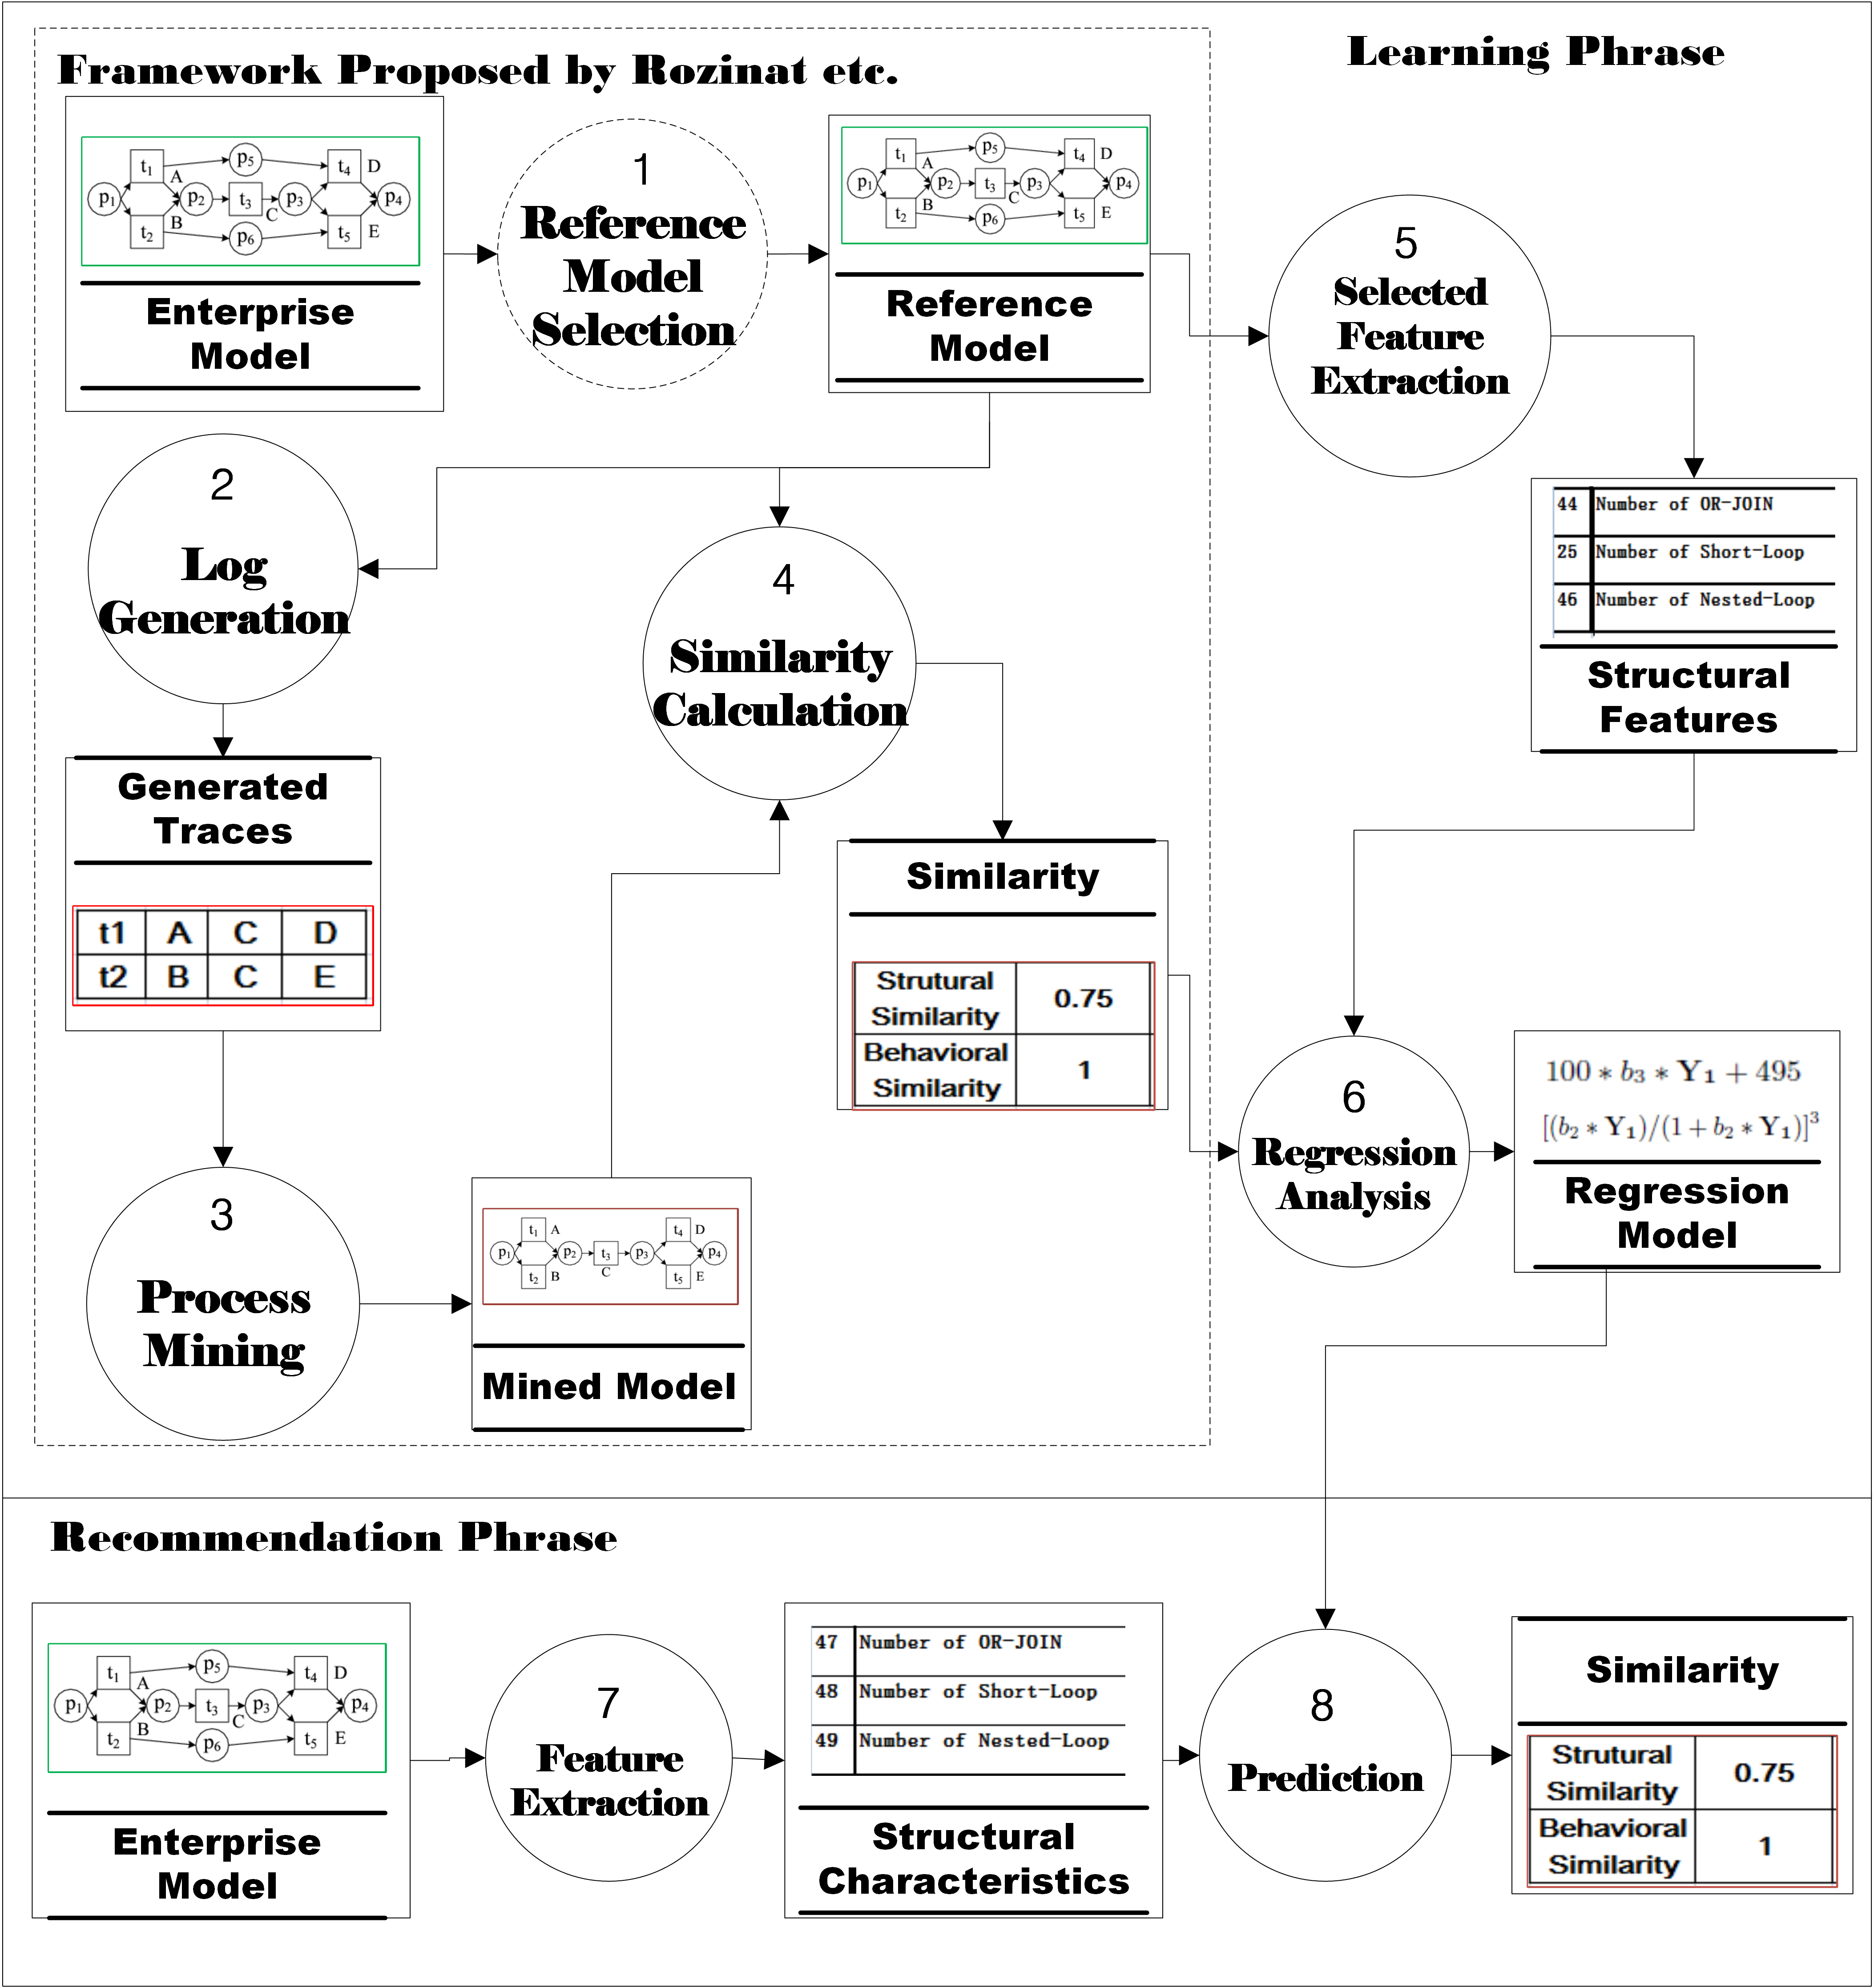 Learning Phrase
Framework Proposed by Rozinat etc.
t1 p5 t4 D
A
p1 p2 t3 p3 p4
C
B
t2 p6 t5 E
Enterprise
Model
1
Reference
Model
Selection
t1 p5 t4 D
A
p1 p2 t3 p3 p4
C
B
t2 p6 t5 E
Reference
Model
5
Selected
Feature
Extraction
2
Log
Generation
4
Similarity
Calculation
44 Number of OR-JOIN
25 Number of Short-Loop
46 Number of Nested-Loop
Structural
Features
Generated
Traces
t1 A C D
t2 B C E
Similarity
Strutural
Similarity 0.75
Behavioral
Similarity 1
6
Regression
Analysis
100 * b3 * Y1 + 495
[(b2 * Y1)/(1 + b2 * Y1)]³
Regression
Model
3
Process
Mining
t1 A t4 D
p1 p2 t3 p3 p4
C
t2 B t5 E
Mined Model
Recommendation Phrase
t1 p5 t4 D
A
p1 p2 t3 p3 p4
C
B
t2 p6 t5 E
Enterprise
Model
7
Feature
Extraction
47 Number of OR-JOIN
48 Number of Short-Loop
49 Number of Nested-Loop
Structural
Characteristics
8
Prediction
Similarity
Strutural
Similarity 0.75
Behavioral
Similarity 1